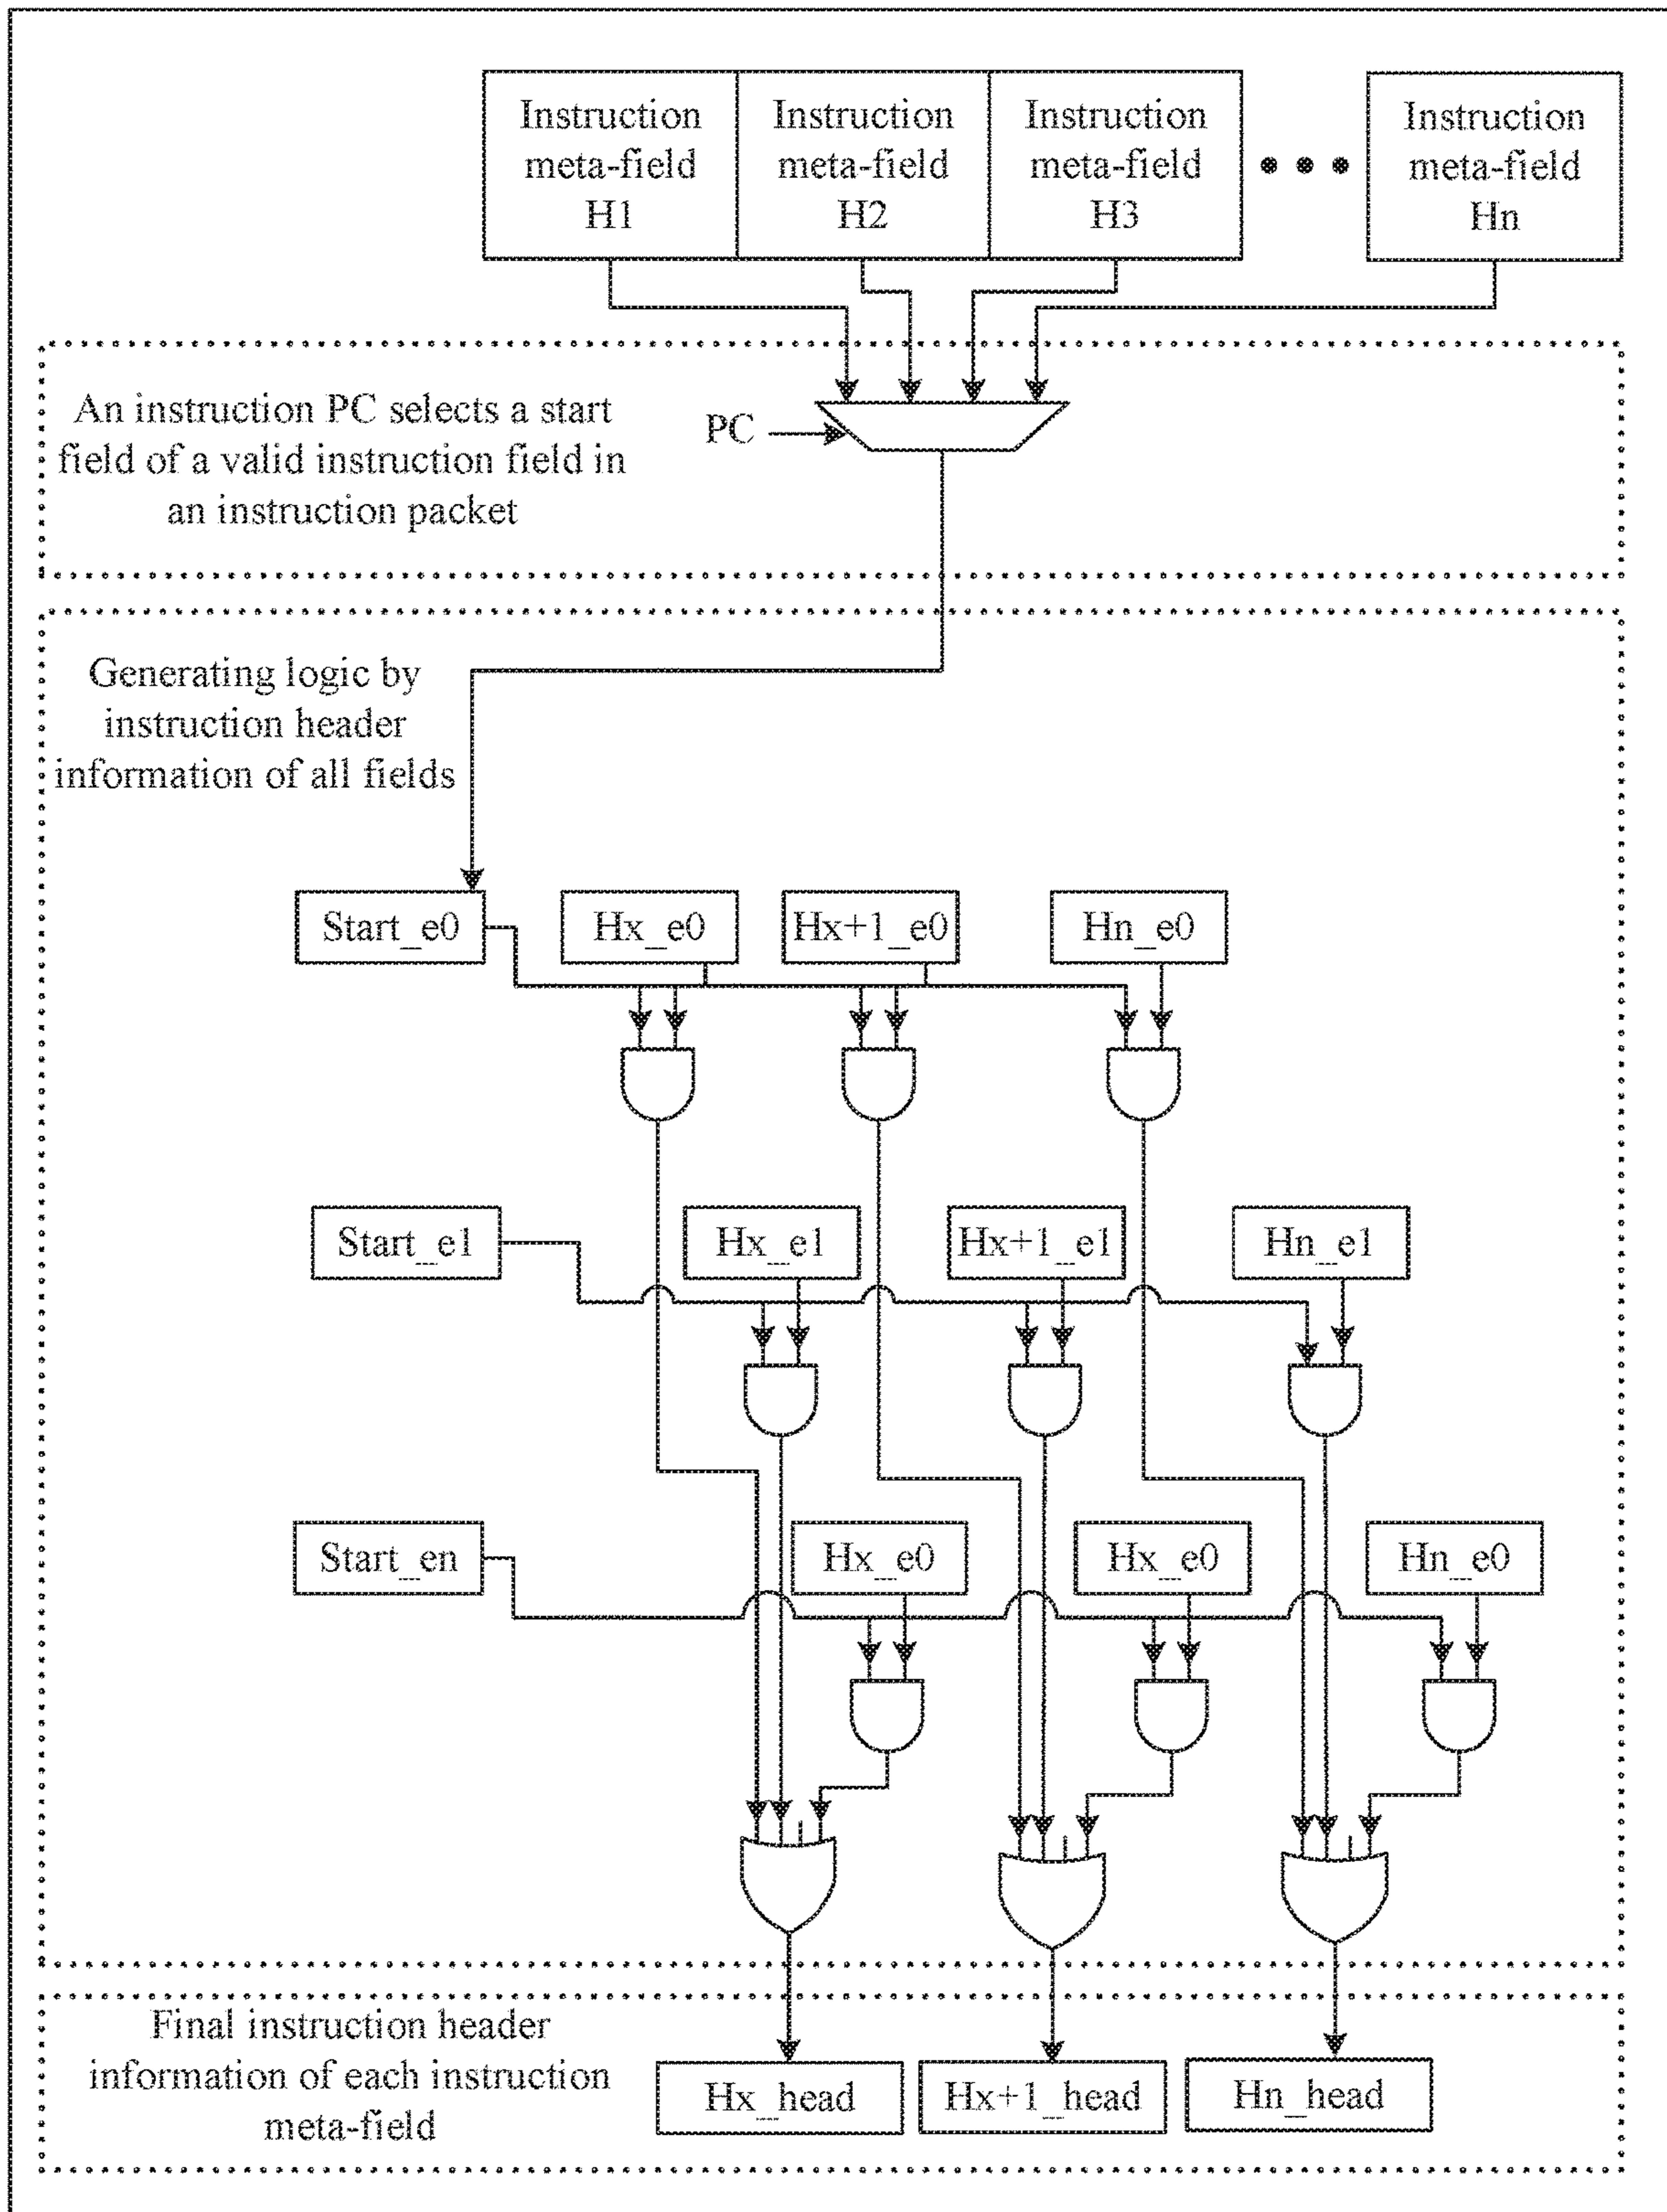 Instruction
meta-field
H1
Instruction
meta-field
H2
Instruction
meta-field
H3
Instruction
meta-field
Hn
An instruction PC selects a start
field of a valid instruction field in
an instruction packet
PC
Generating logic by
instruction header
information of all fields
Start_e0
Hx_e0
Hx+1_e0
Hn_e0
Start_e1
Hx_e1
Hx+1_e1
Hn_e1
Start_en
Hx_e0
Hx_e0
Hn_e0
Final instruction header
information of each instruction
meta-field
Hx_head
Hx+1_head
Hn_head